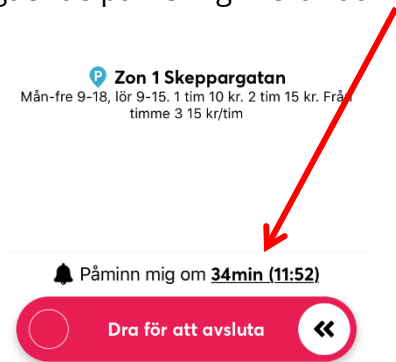 P Zon 1 Skeppargatan
Mån-fre 9-18, lör 9-15. 1 tim 10 kr. 2 tim 15 kr. Från
timme 3 15 kr/tim
Påminn mig om 34min (11:52)
Dra för att avsluta